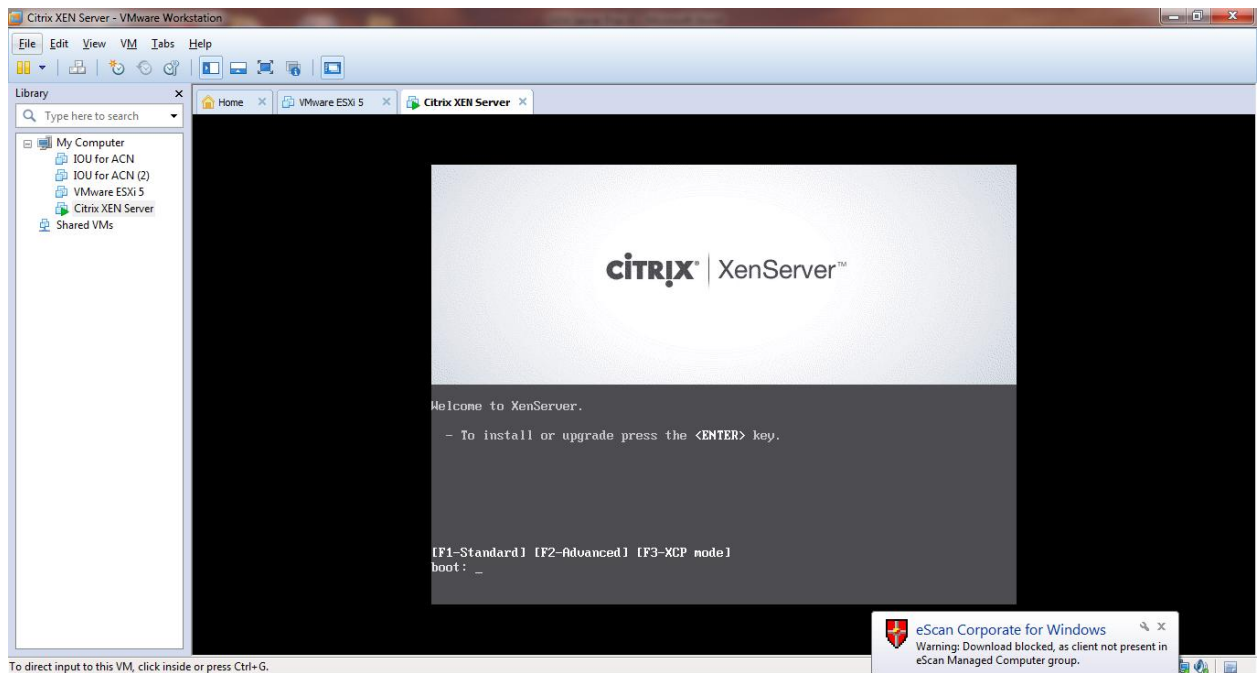 Citrix XEN Server - VMware Workstation
File Edit View VM Tabs Help
Library x
Type here to search
My Computer
IOU for ACN
IOU for ACN (2)
VMware ESXi 5
Citrix XEN Server
Shared VMs
Home VMware ESXi 5 Citrix XEN Server
CITRIX® XenServer™
Welcome to XenServer.
- To install or upgrade press the <ENTER> key.
[F1-Standard] [F2-Advanced] [F3-XCP mode]
boot: _
eScan Corporate for Windows
Warning: Download blocked, as client not present in
eScan Managed Computer group.
To direct input to this VM, click inside or press Ctrl+G.